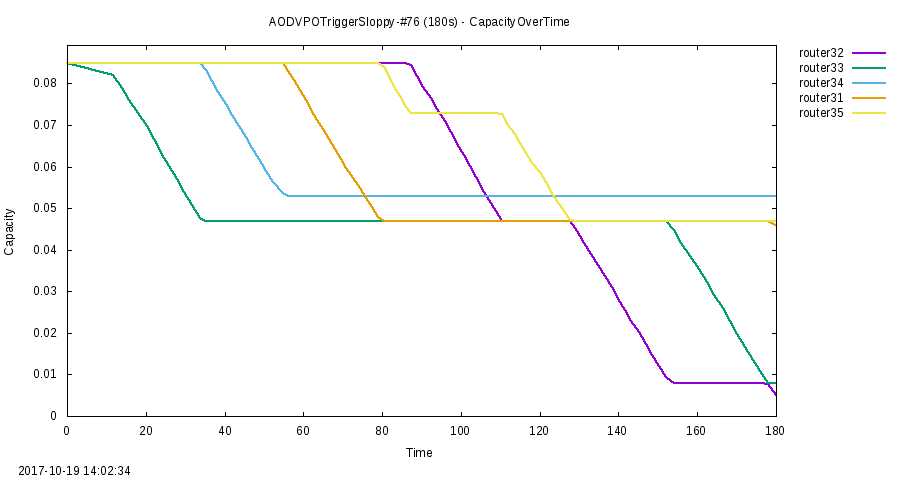 AODVPOTriggerSloppy-#76 (180s) - CapacityOverTime
router32
router33
router34
router31
router35
0.08
0.07
0.06
0.05
0.04
0.03
0.02
0.01
0
Capacity
0 20 40 60 80 100 120 140 160 180
Time
2017-10-19 14:02:34